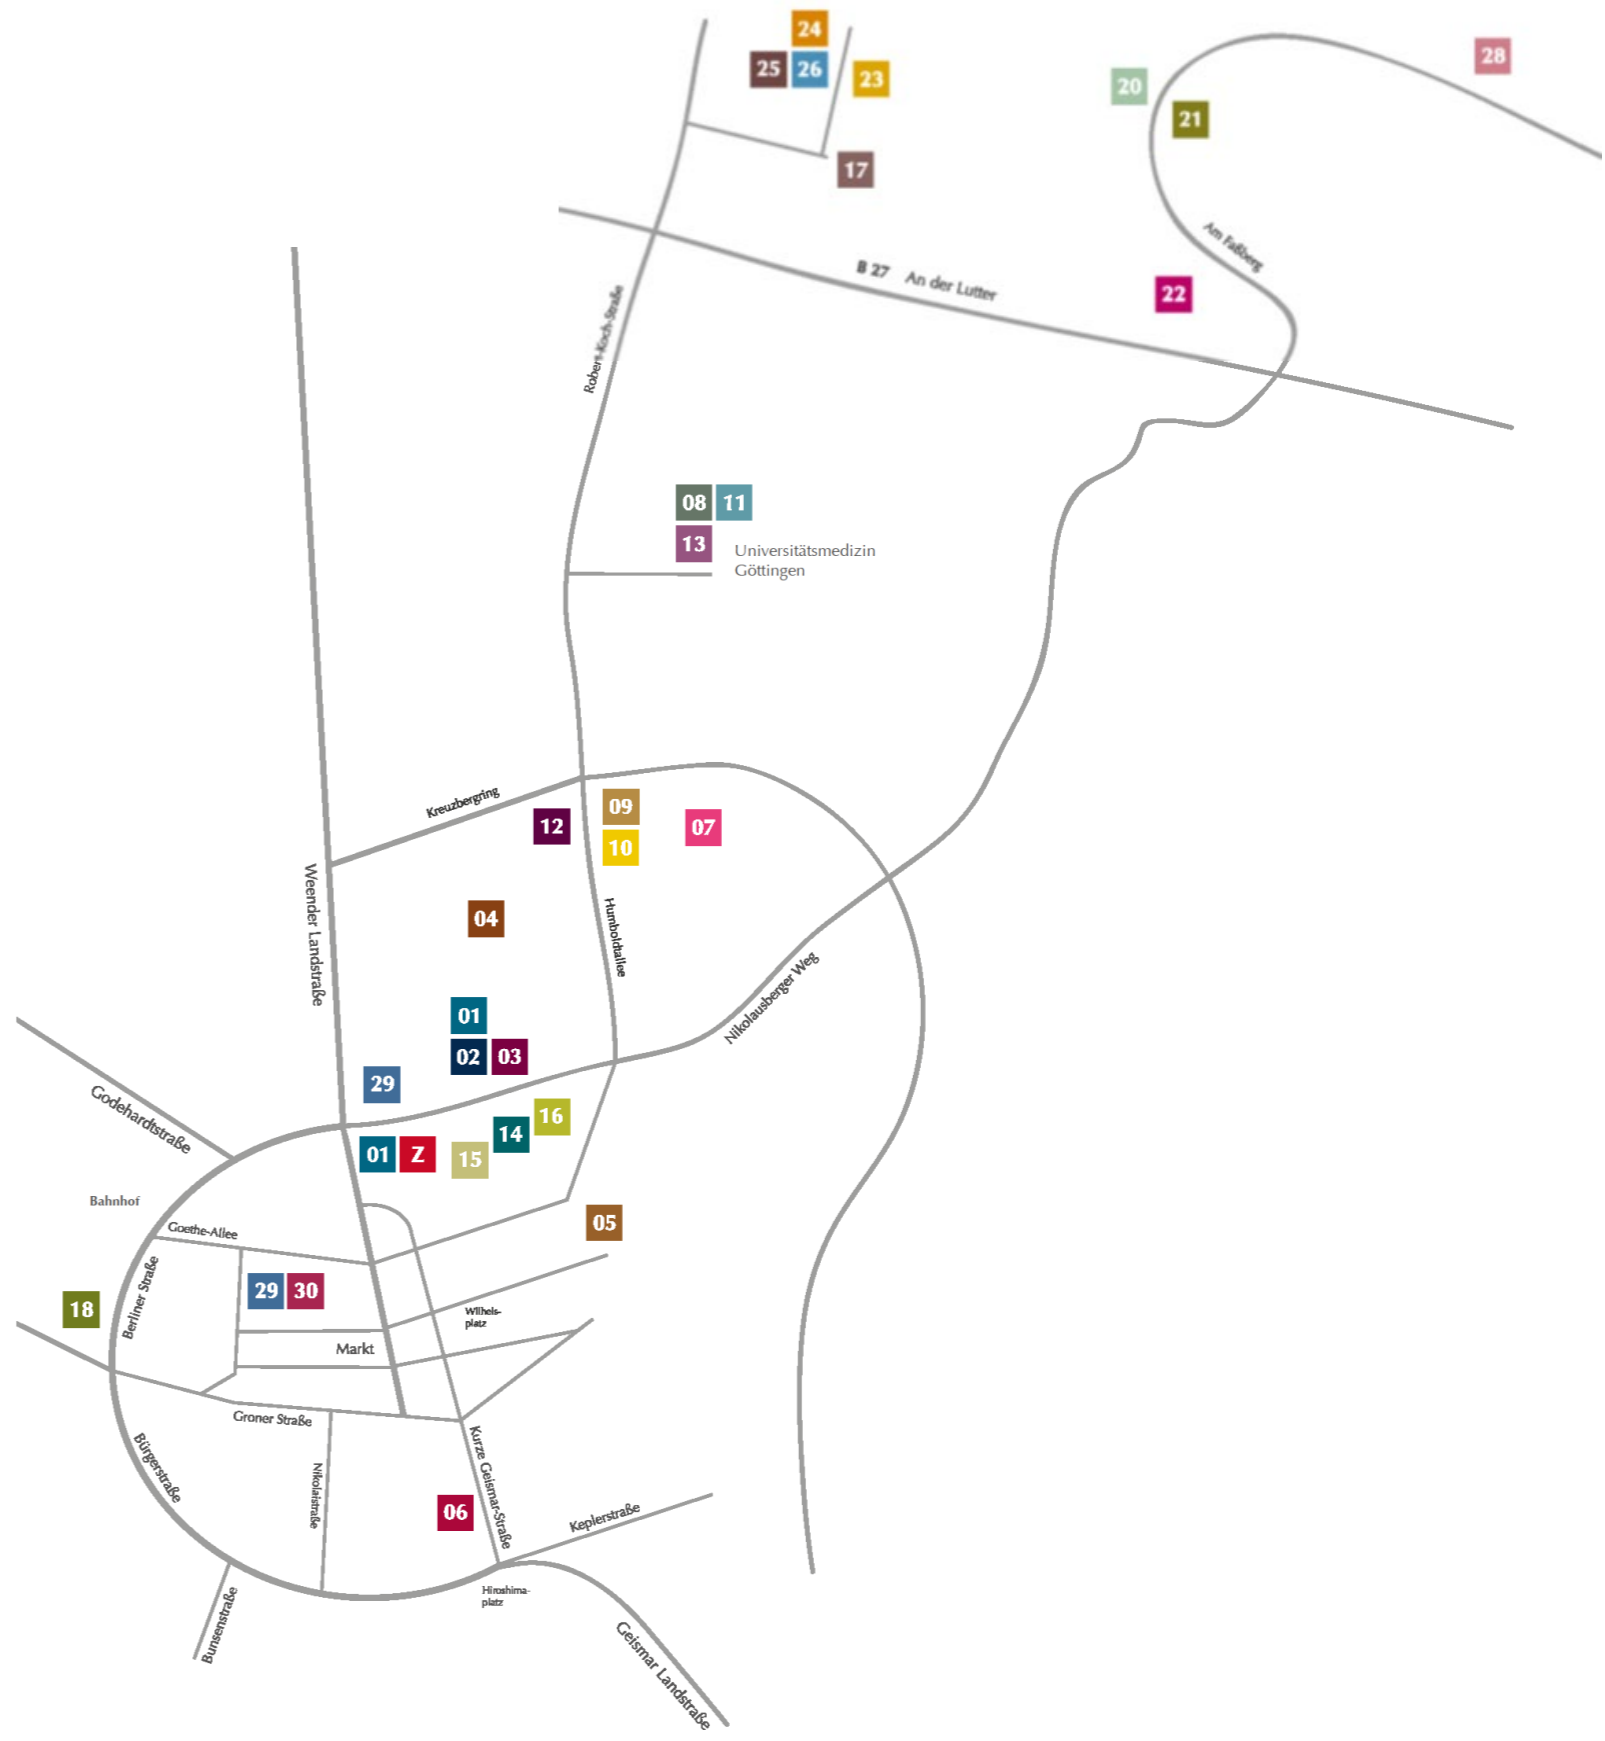 24
25 26 23
28
20
21
17
Am Faßberg
B 27 An der Lutter
22
Robert-Koch-Straße
08 11
13
Universitätsmedizin
Göttingen
Kreuzbergring
09
12
07
10
Weender Landstraße
04
Humboldtallee
Nikolausberger Weg
01
02 03
29
Godehardtstraße
16
14
01 Z 15
Bahnhof
Goethe-Allee
05
Berliner Straße
29 30
18
Wilhels-
platz
Markt
Groner Straße
Bürgerstraße
Nikolaistraße
Kurze Geismar-Straße
06
Keplerstraße
Hiroshima-
platz
Bunsenstraße
Geismar Landstraße